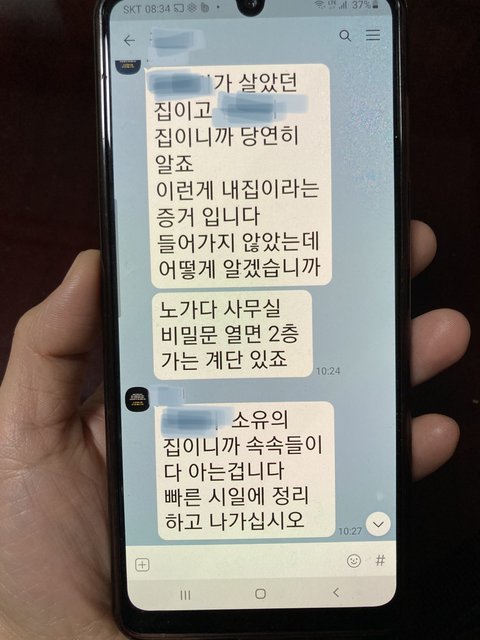 SKT 08:34
37%
가 살았던
집이고
집이니까 당연히
알죠
이런게 내집이라는
증거 입니다
들어가지 않았는데
어떻게 알겠습니까
노가다 사무실
비밀문 열면 2층
가는 계단 있죠
10:24
소유의
집이니까 속속들이
다 아는겁니다
빠른 시일에 정리
하고 나가십시오
10:27
#